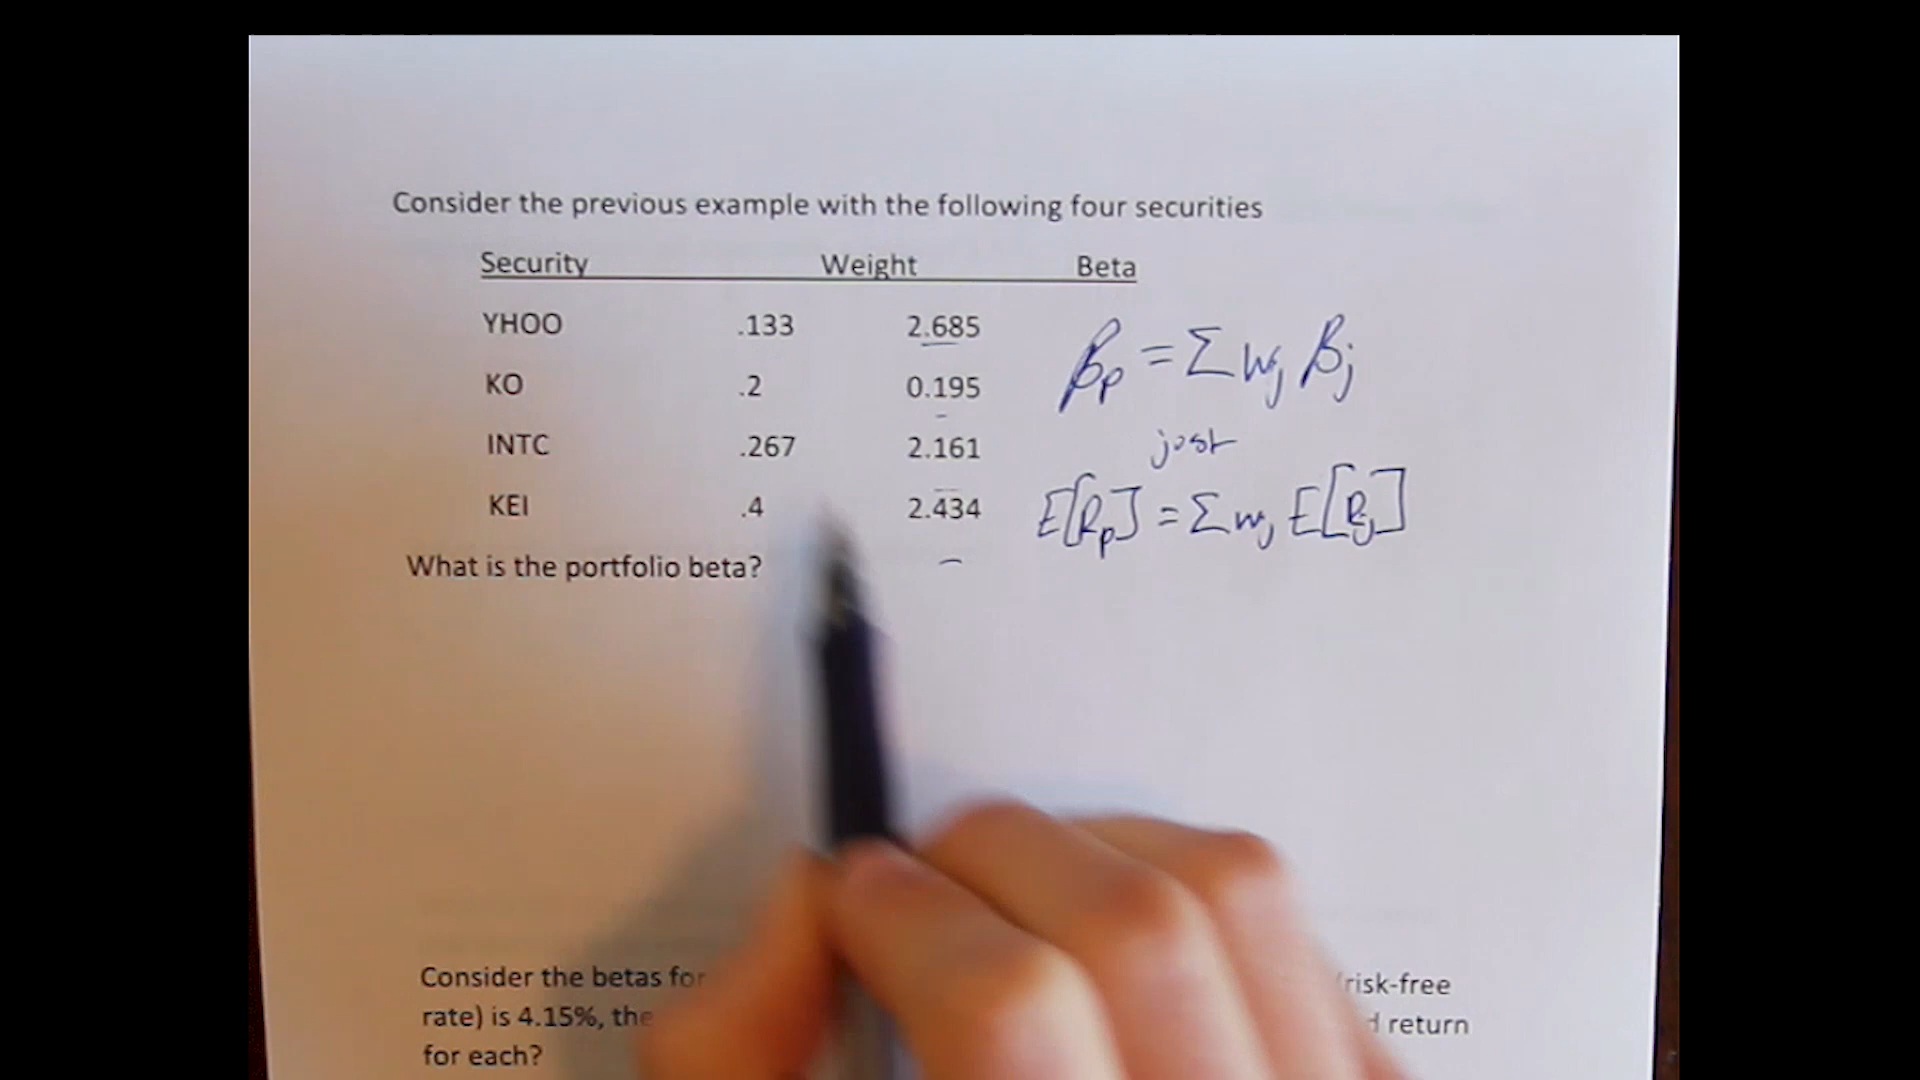 Consider the previous example with the following four securities
Security Weight Beta
YHOO .133 2.685
KO .2 0.195
INTC .267 2.161
KEI .4 2.434
βp = Σ wj βj
just
E[Rp] = Σ wj E[Rj]
What is the portfolio beta?
Consider the betas for risk-free
rate) is 4.15%, the return
for each?